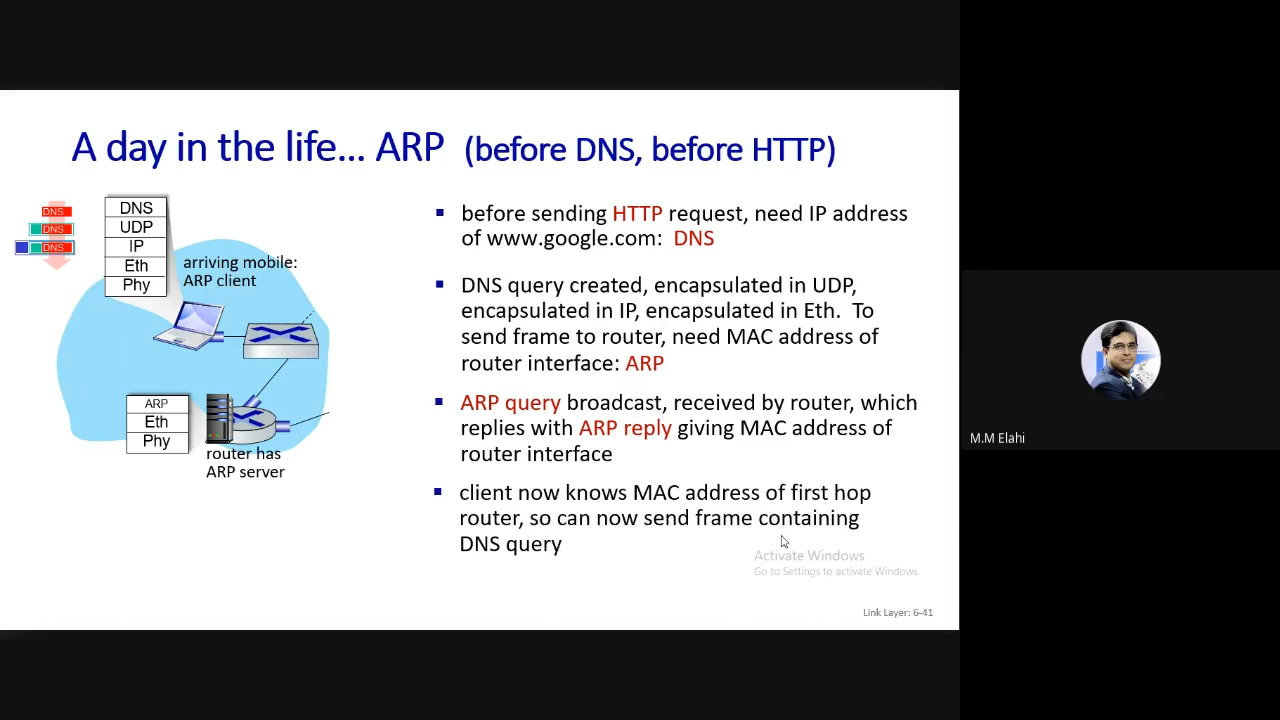 A day in the life... ARP (before DNS, before HTTP)
DNS
DNS
DNS
DNS
UDP
IP
Eth
Phy
arriving mobile:
ARP client
ARP
Eth
Phy
router has
ARP server
▪ before sending HTTP request, need IP address
of www.google.com: DNS
▪ DNS query created, encapsulated in UDP,
encapsulated in IP, encapsulated in Eth. To
send frame to router, need MAC address of
router interface: ARP
▪ ARP query broadcast, received by router, which
replies with ARP reply giving MAC address of
router interface
▪ client now knows MAC address of first hop
router, so can now send frame containing
DNS query
Activate Windows
Go to Settings to activate Windows.
Link Layer: 6-41
M.M Elahi